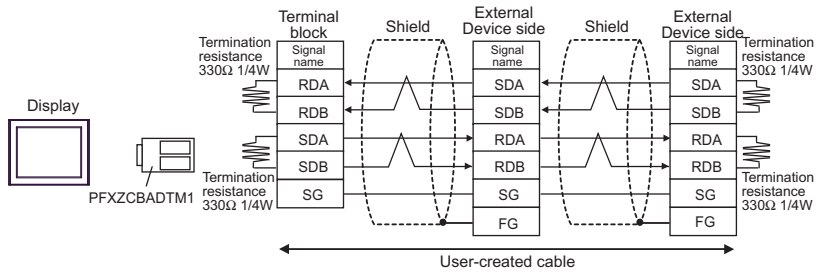 Display
PFXZCBADTM1
Termination
resistance
330Ω 1/4W
Termination
resistance
330Ω 1/4W
Terminal
block
Signal
name
RDA
RDB
SDA
SDB
SG
Shield
External
Device side
Signal
name
SDA
SDB
RDA
RDB
SG
FG
Shield
External
Device side
Signal
name
SDA
SDB
RDA
RDB
SG
FG
Termination
resistance
330Ω 1/4W
Termination
resistance
330Ω 1/4W
User-created cable